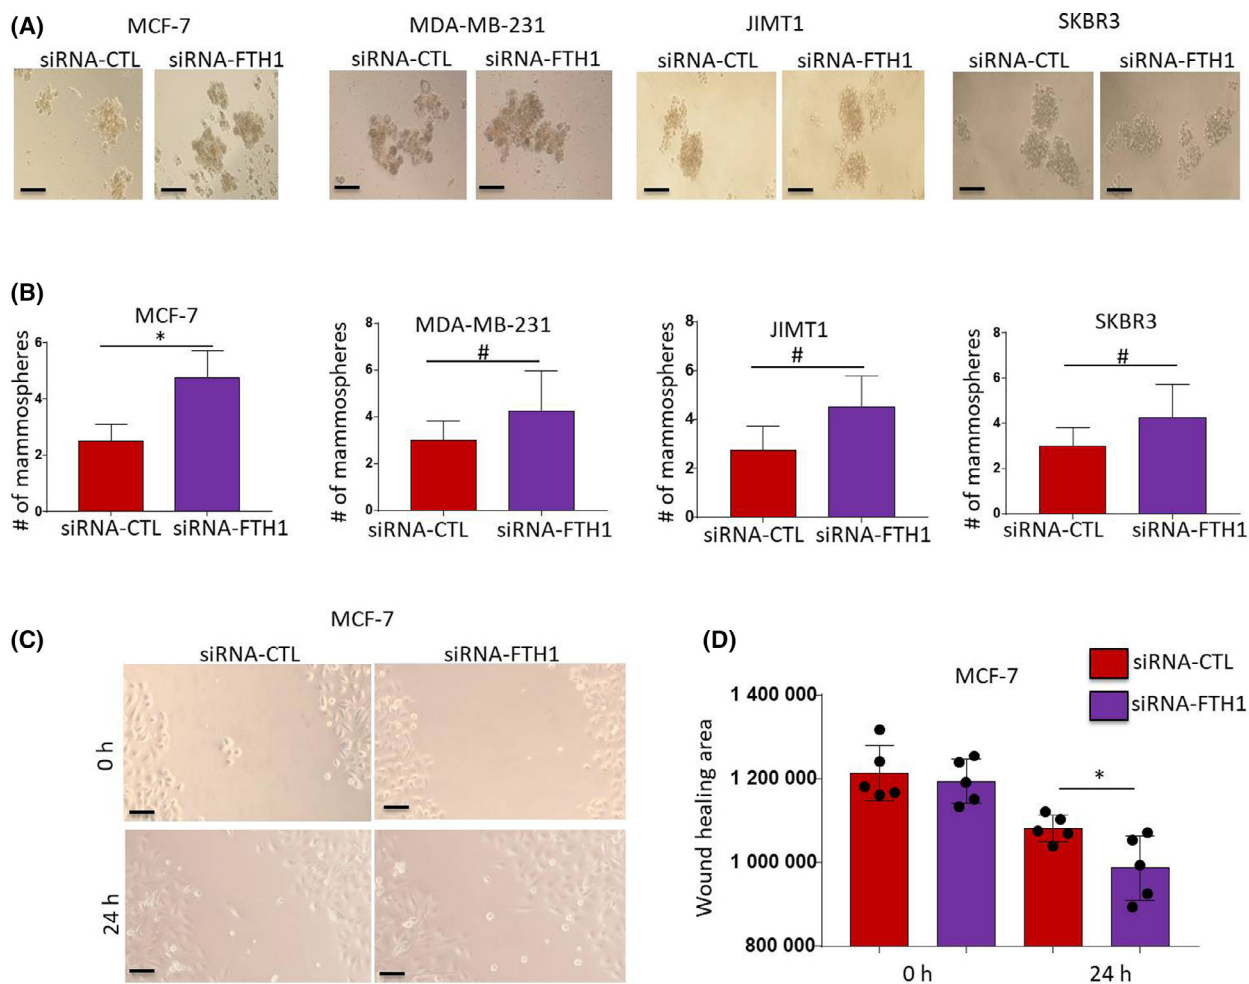 (A)
MCF-7
MDA-MB-231
JIMT1
SKBR3
siRNA-CTL siRNA-FTH1
siRNA-CTL siRNA-FTH1
siRNA-CTL siRNA-FTH1
siRNA-CTL siRNA-FTH1
(B)
MCF-7
*
# of mammospheres
6
4
2
0
siRNA-CTL siRNA-FTH1
MDA-MB-231
#
# of mammospheres
8
6
4
2
0
siRNA-CTL siRNA-FTH1
JIMT1
#
# of mammospheres
8
6
4
2
0
siRNA-CTL siRNA-FTH1
SKBR3
#
# of mammospheres
8
6
4
2
0
siRNA-CTL siRNA-FTH1
(C)
MCF-7
siRNA-CTL siRNA-FTH1
0 h
24 h
(D)
MCF-7
siRNA-CTL
siRNA-FTH1
Wound healing area
1 400 000
1 200 000
1 000 000
800 000
*
0 h 24 h